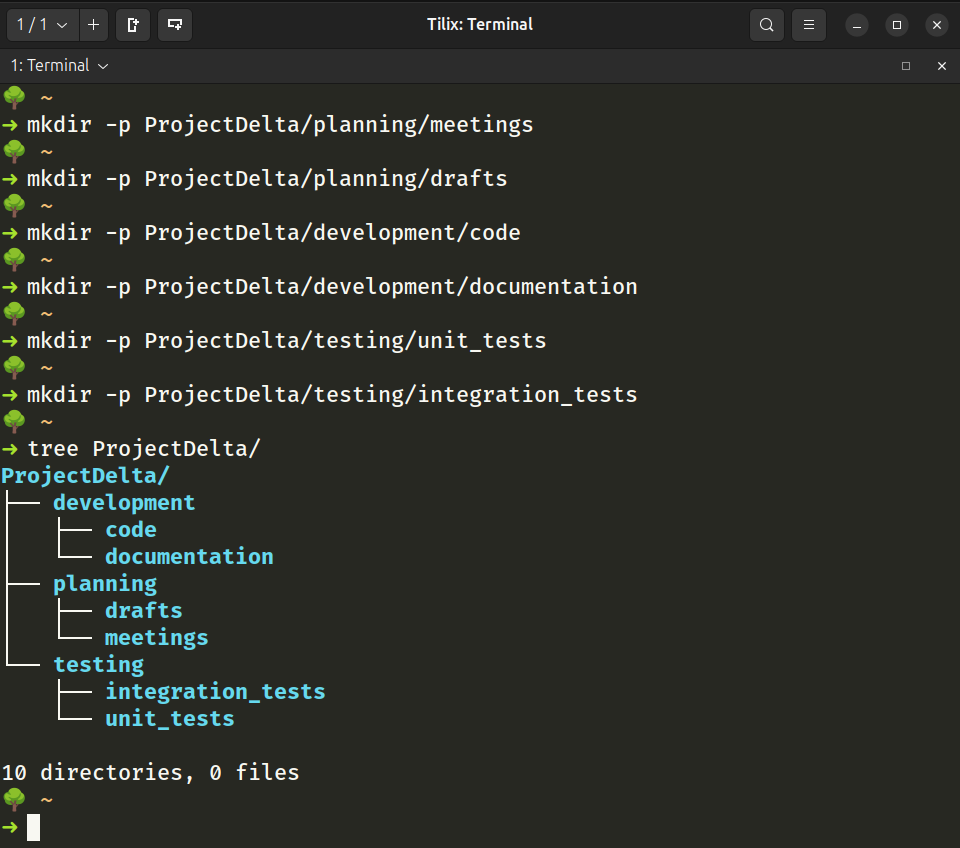 1 / 1
Tilix: Terminal
1: Terminal
~
➜ mkdir -p ProjectDelta/planning/meetings
~
➜ mkdir -p ProjectDelta/planning/drafts
~
➜ mkdir -p ProjectDelta/development/code
~
➜ mkdir -p ProjectDelta/development/documentation
~
➜ mkdir -p ProjectDelta/testing/unit_tests
~
➜ mkdir -p ProjectDelta/testing/integration_tests
~
➜ tree ProjectDelta/
ProjectDelta/
├── development
│   ├── code
│   └── documentation
├── planning
│   ├── drafts
│   └── meetings
└── testing
    ├── integration_tests
    └── unit_tests
10 directories, 0 files
~
➜